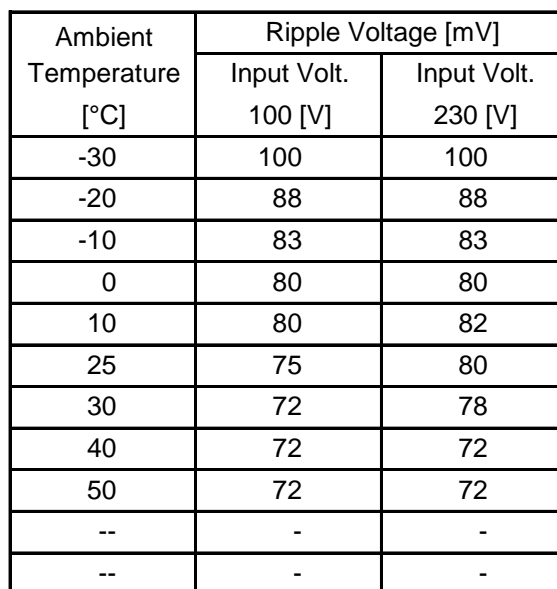 Ambient Ripple Voltage [mV]
Temperature Input Volt. Input Volt.
[°C] 100 [V] 230 [V]
-30 100 100
-20 88 88
-10 83 83
0 80 80
10 80 82
25 75 80
30 72 78
40 72 72
50 72 72
-- - -
-- - -